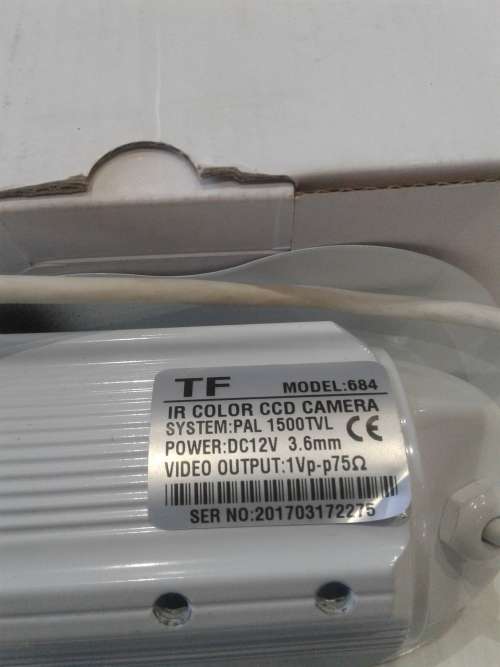 TF MODEL:684
IR COLOR CCD CAMERA
SYSTEM:PAL 1500TVL CE
POWER:DC12V 3.6mm
VIDEO OUTPUT:1Vp-p75Ω
SER NO:201703172275